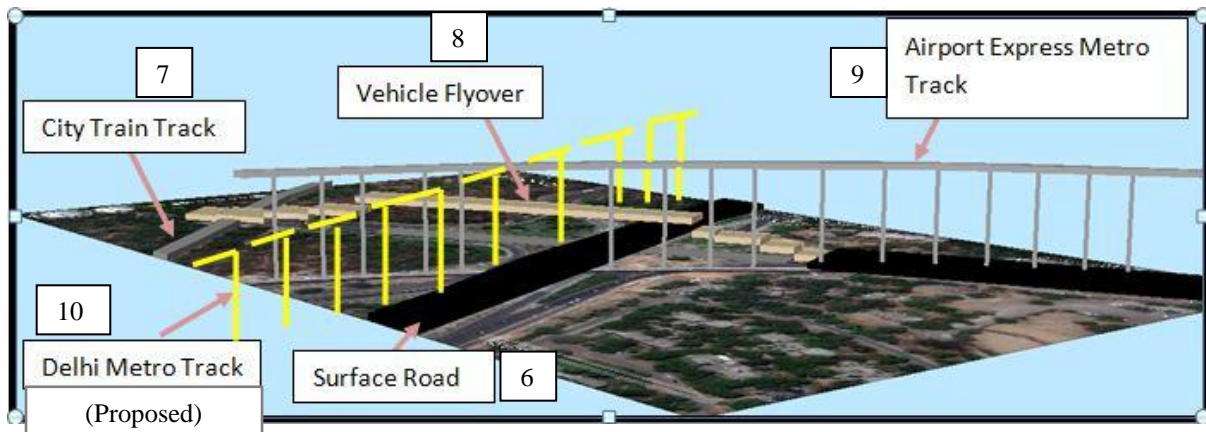 8
7
9
Airport Express Metro
Track
Vehicle Flyover
City Train Track
10
Delhi Metro Track
(Proposed)
Surface Road
6